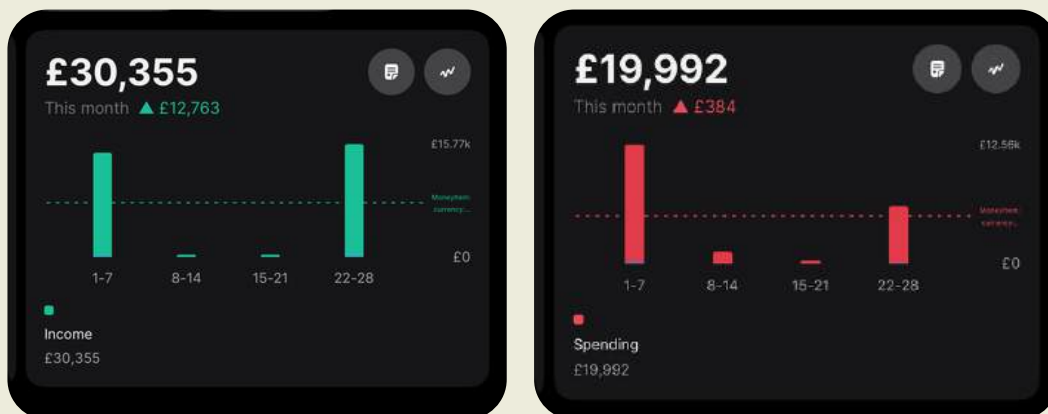 £30,355
This month ▲ £12,763
£15.77k
£0
1-7 8-14 15-21 22-28
Income
£30,355
£19,992
This month ▲ £384
£12.56k
£0
1-7 8-14 15-21 22-28
Spending
£19,992